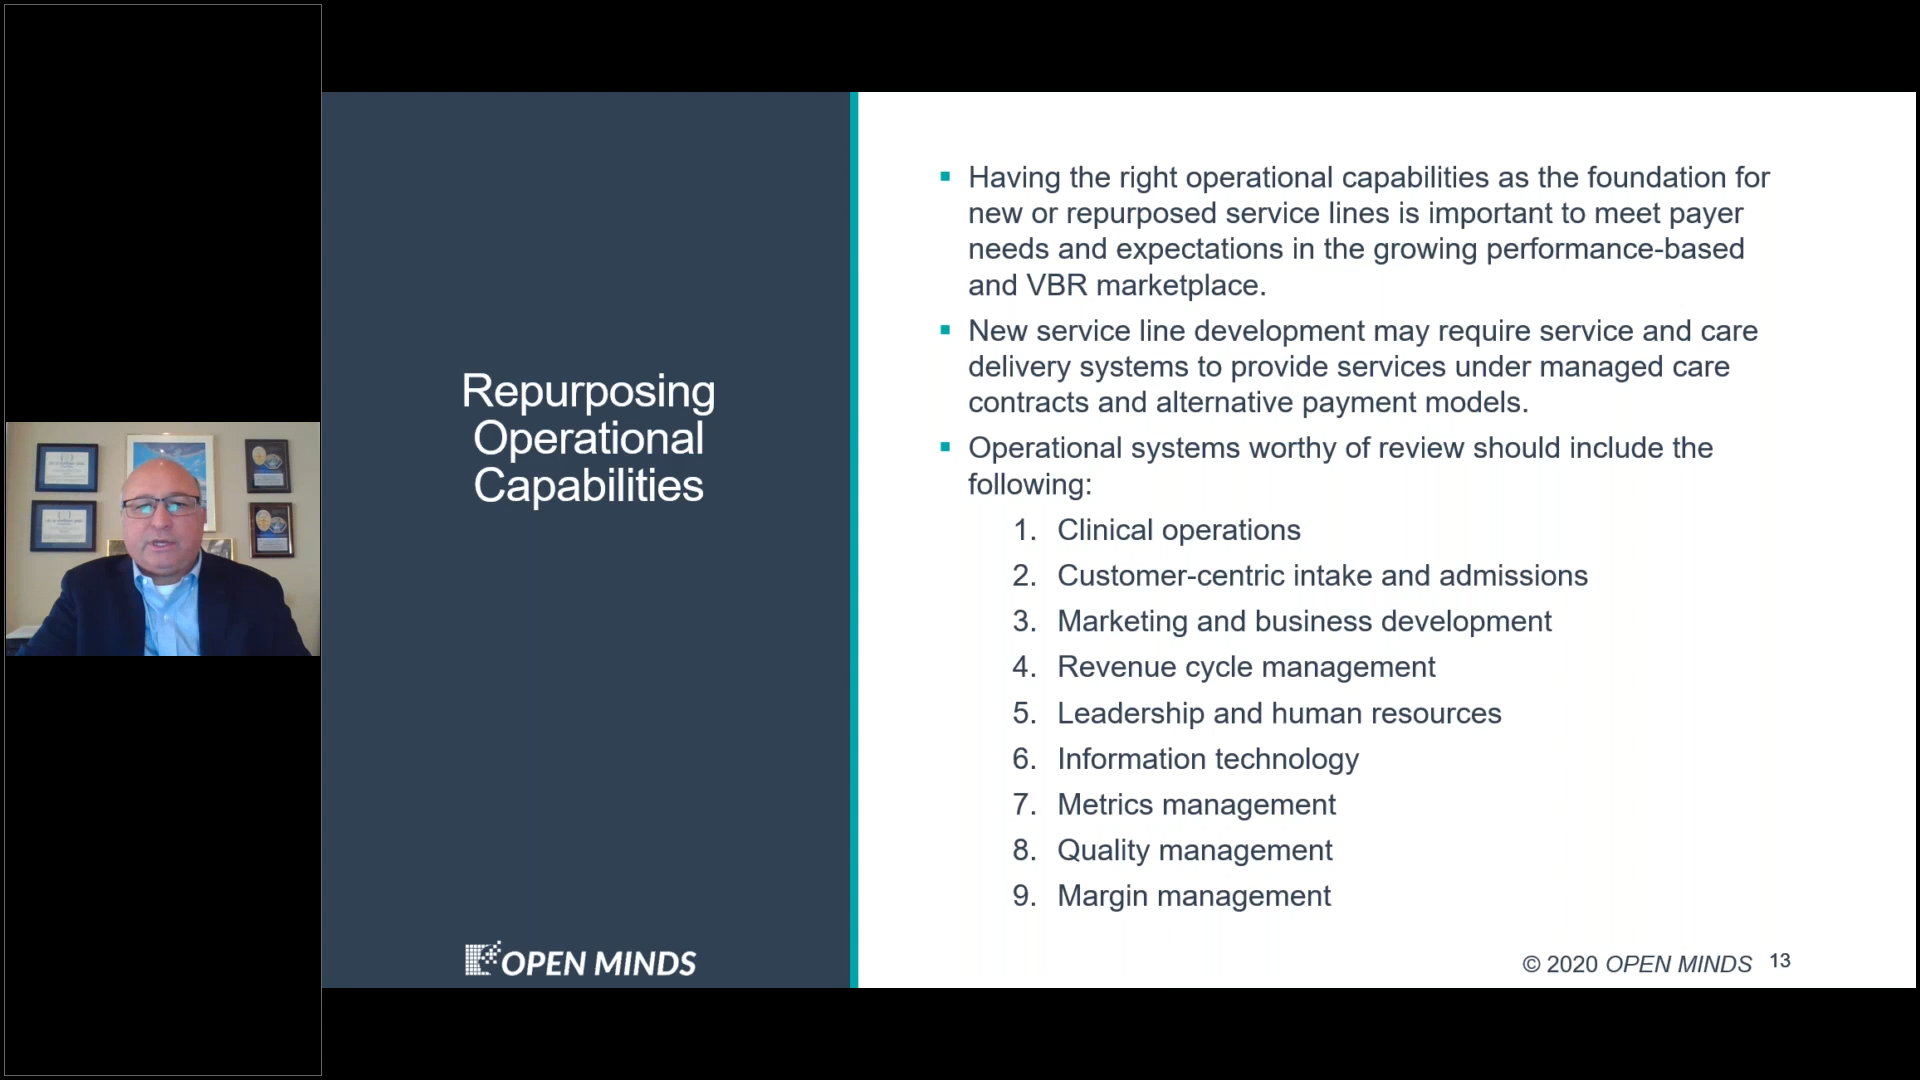 Repurposing
Operational
Capabilities
OPEN MINDS
▪ Having the right operational capabilities as the foundation for
new or repurposed service lines is important to meet payer
needs and expectations in the growing performance-based
and VBR marketplace.
▪ New service line development may require service and care
delivery systems to provide services under managed care
contracts and alternative payment models.
▪ Operational systems worthy of review should include the
following:
1. Clinical operations
2. Customer-centric intake and admissions
3. Marketing and business development
4. Revenue cycle management
5. Leadership and human resources
6. Information technology
7. Metrics management
8. Quality management
9. Margin management
© 2020 OPEN MINDS 13